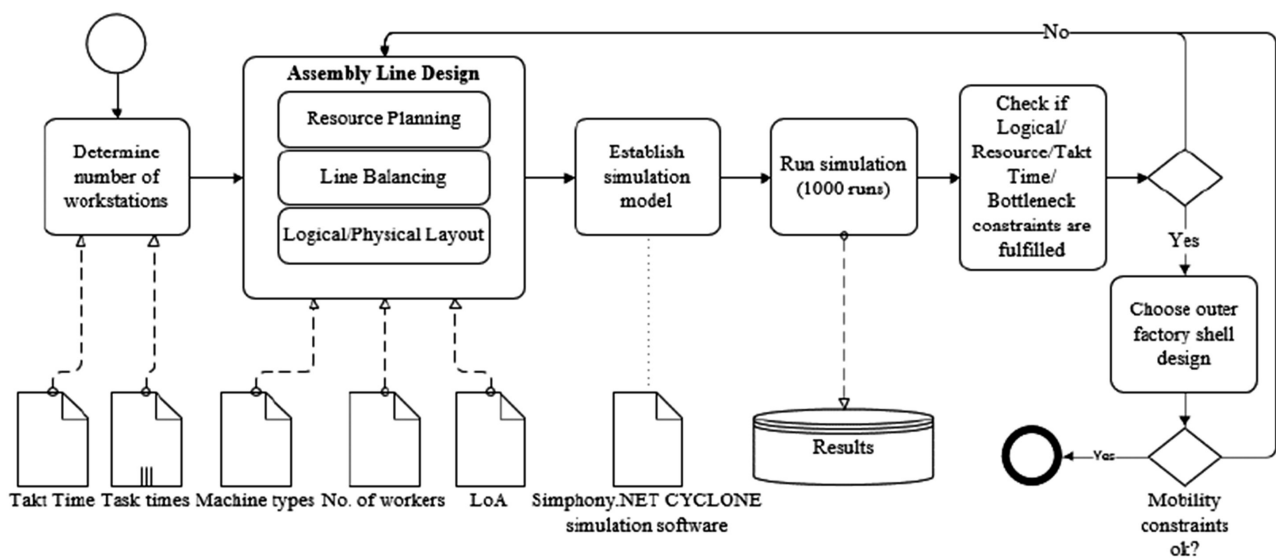 No
Assembly Line Design
Resource Planning
Line Balancing
Logical/Physical Layout
Determine
number of
workstations
Establish
simulation
model
Run simulation
(1000 runs)
Check if
Logical/
Resource/Takt
Time/
Bottleneck
constraints are
fulfilled
Yes
Choose outer
factory shell
design
Results
Yes
Takt Time
Task times
Machine types
No. of workers
LoA
Simphony.NET CYCLONE
simulation software
Mobility
constraints
ok?